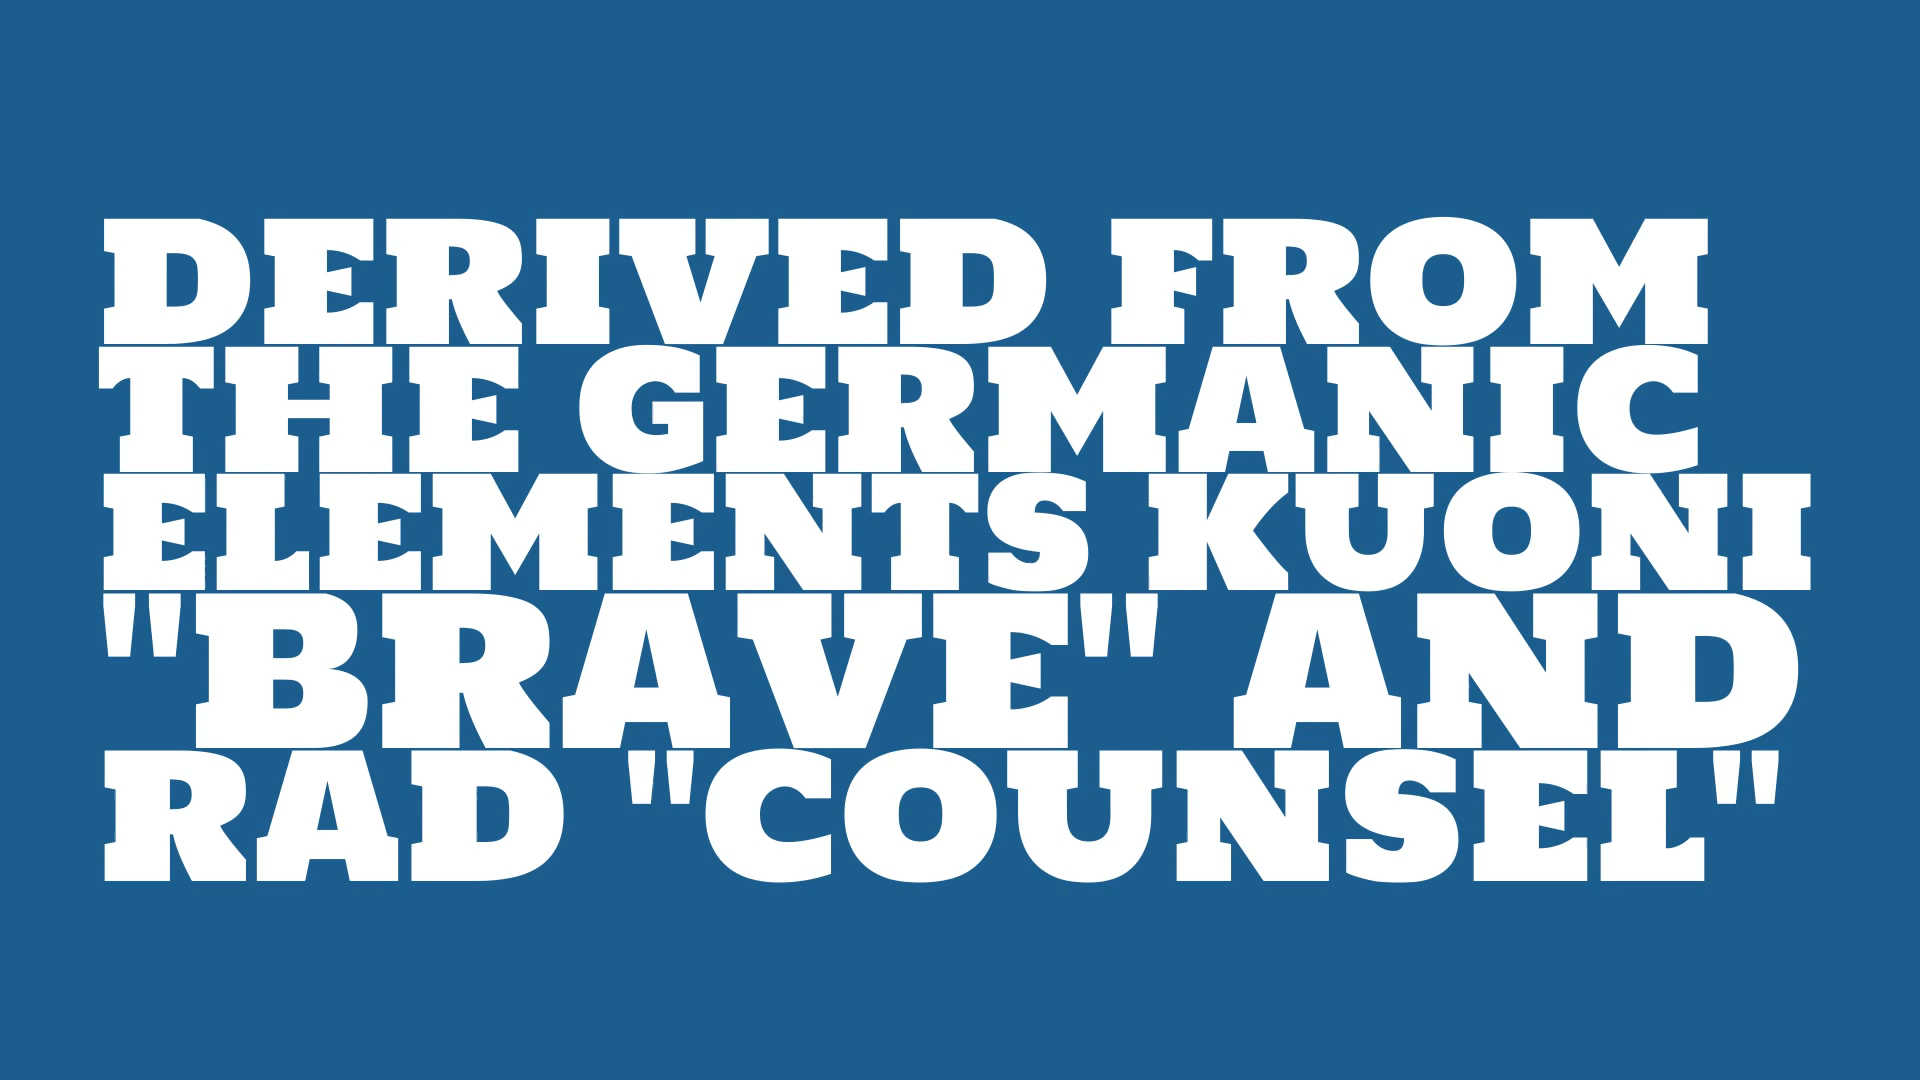 DERIVED FROM
THE GERMANIC
ELEMENTS KUONI
"BRAVE" AND
RAD "COUNSEL"